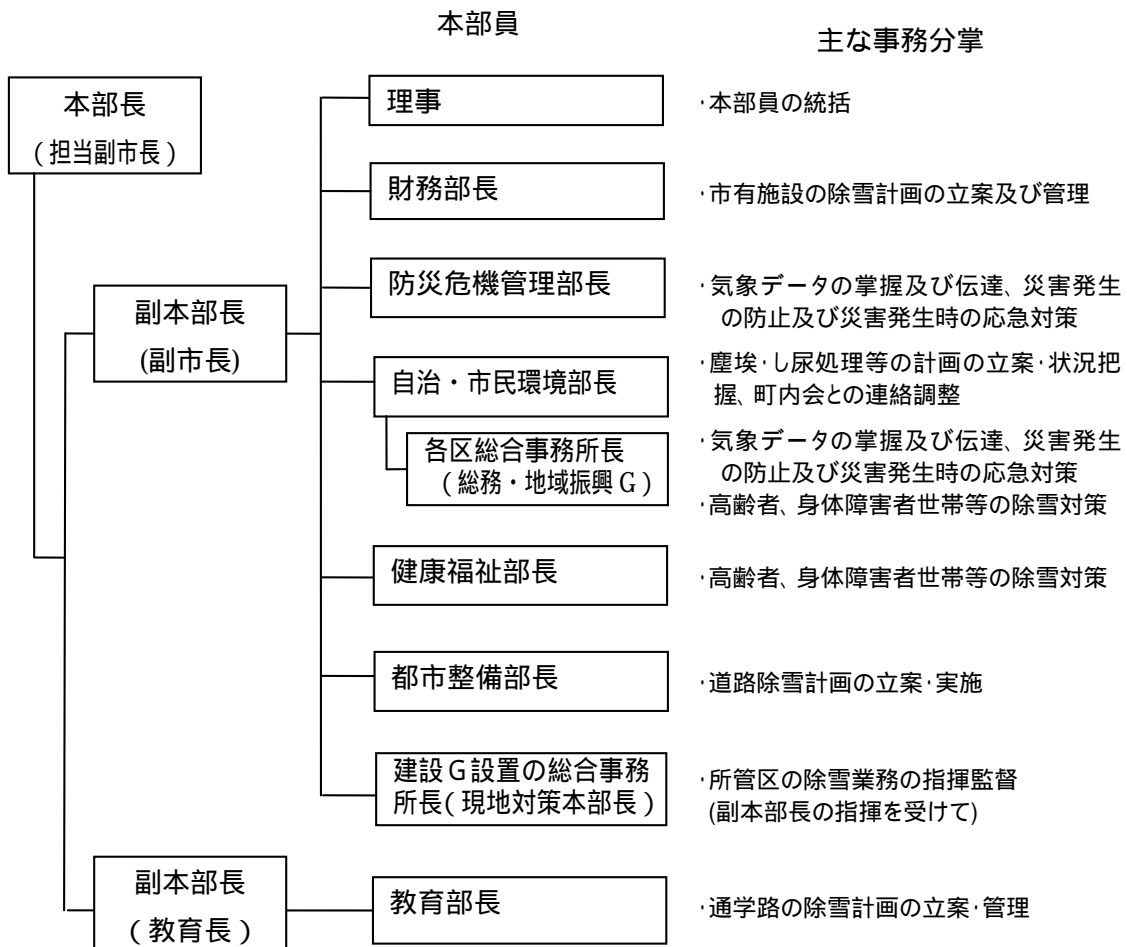 本部員
主な事務分掌
本部長
(担当副市長)
理事
・本部員の統括
財務部長
・市有施設の除雪計画の立案及び管理
副本部長
(副市長)
防災危機管理部長
・気象データの掌握及び伝達、災害発生
の防止及び災害発生時の応急対策
自治・市民環境部長
・塵埃・し尿処理等の計画の立案・状況把
握、町内会との連絡調整
各区総合事務所長
(総務・地域振興G)
・気象データの掌握及び伝達、災害発生
の防止及び災害発生時の応急対策
・高齢者、身体障害者世帯等の除雪対策
健康福祉部長
・高齢者、身体障害者世帯等の除雪対策
都市整備部長
・道路除雪計画の立案・実施
建設G設置の総合事務
所長(現地対策本部長)
・所管区の除雪業務の指揮監督
(副本部長の指揮を受けて)
副本部長
(教育長)
教育部長
・通学路の除雪計画の立案・管理